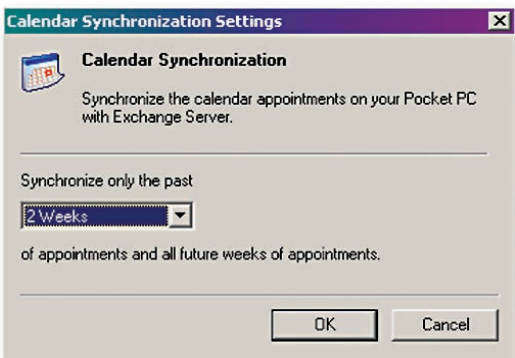 Calendar Synchronization Settings
Calendar Synchronization
Synchronize the calendar appointments on your Pocket PC
with Exchange Server.
Synchronize only the past
2 Weeks
of appointments and all future weeks of appointments.
OK Cancel